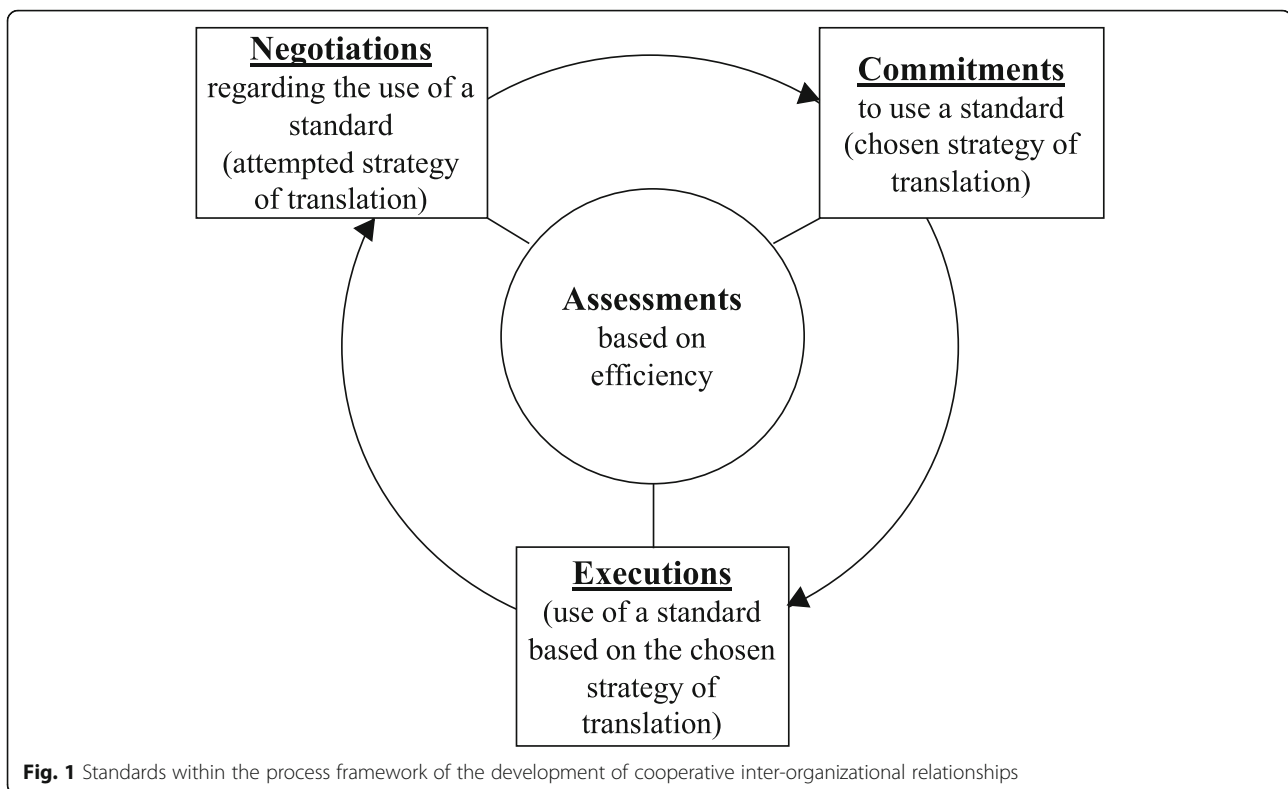 Negotiations
regarding the use of a
standard
(attempted strategy
of translation)
Commitments
to use a standard
(chosen strategy of
translation)
Assessments
based on
efficiency
Executions
(use of a standard
based on the chosen
strategy of
translation)
Fig. 1 Standards within the process framework of the development of cooperative inter-organizational relationships